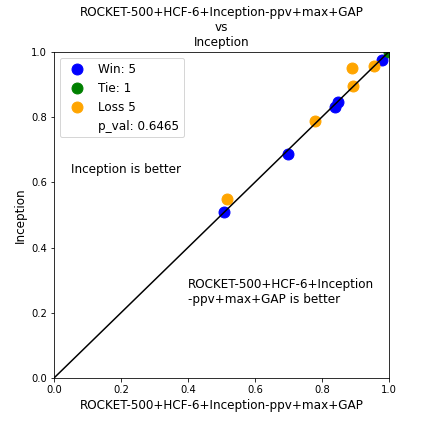 ROCKET-500+HCF-6+Inception-ppv+max+GAP
vs
Inception
1.0
0.8
0.6
0.4
0.2
0.0
Inception
Win: 5
Tie: 1
Loss 5
p_val: 0.6465
Inception is better
ROCKET-500+HCF-6+Inception
-ppv+max+GAP is better
0.0 0.2 0.4 0.6 0.8 1.0
ROCKET-500+HCF-6+Inception-ppv+max+GAP